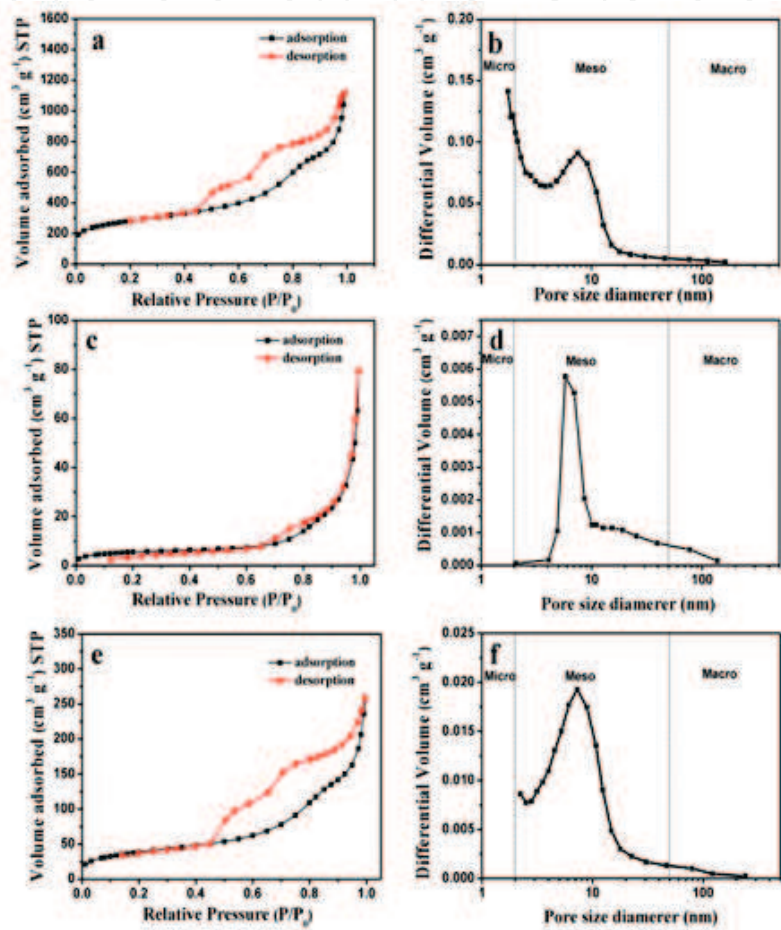 a
adsorption
desorption
Volume adsorbed (cm³ g⁻¹) STP
1600
1400
1200
1000
800
600
400
200
0
0.0 0.2 0.4 0.6 0.8 1.0
Relative Pressure (P/P₀)
b
Micro Meso Macro
Differential Volume (cm³ g⁻¹)
0.20
0.15
0.10
0.05
0.00
1 10 100
Pore size diamerer (nm)
c
adsorption
desorption
Volume adsorbed (cm³ g⁻¹) STP
100
80
60
40
20
0
0.0 0.2 0.4 0.6 0.8 1.0
Relative Pressure (P/P₀)
d
Micro Meso Macro
Differential Volume (cm³ g⁻¹)
0.007
0.006
0.005
0.004
0.003
0.002
0.001
0.000
1 10 100
Pore size diamerer (nm)
e
adsorption
desorption
Volume adsorbed (cm³ g⁻¹) STP
350
300
250
200
150
100
50
0
0.0 0.2 0.4 0.6 0.8 1.0
Relative Pressure (P/P₀)
f
Micro Meso Macro
Differential Volume (cm³ g⁻¹)
0.025
0.020
0.015
0.010
0.005
0.000
1 10 100
Pore size diamerer (nm)